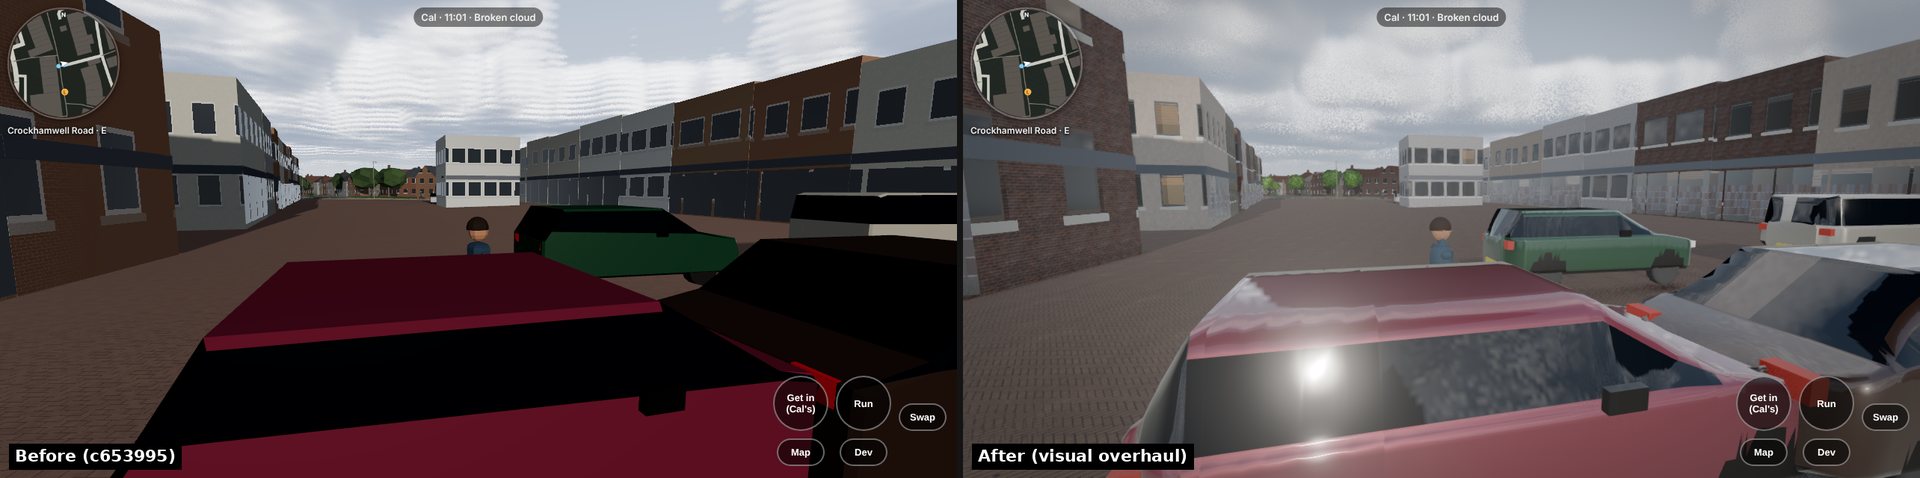 Cal · 11:01 · Broken cloud
N
Crockhamwell Road · E
Get in
(Cal's)
Run
Swap
Map
Dev
Before (c653995)
Cal · 11:01 · Broken cloud
N
Crockhamwell Road · E
Get in
(Cal's)
Run
Swap
Map
Dev
After (visual overhaul)